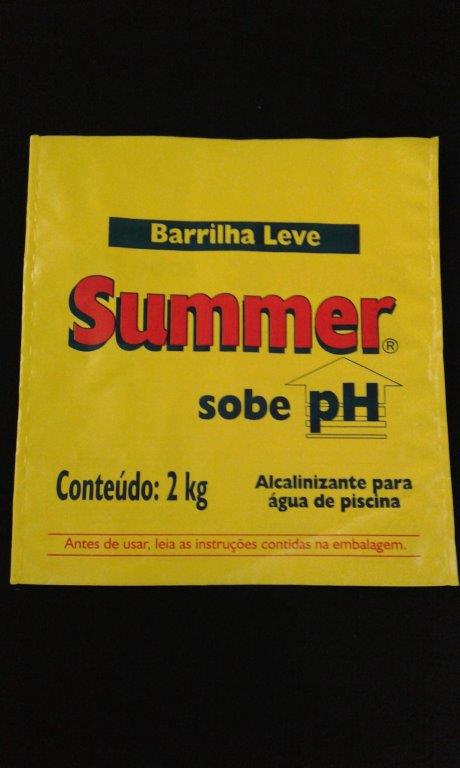 Barrilha Leve
Summer®
sobe pH
Conteúdo: 2 kg
Alcalinizante para
água de piscina
Antes de usar, leia as instruções contidas na embalagem.